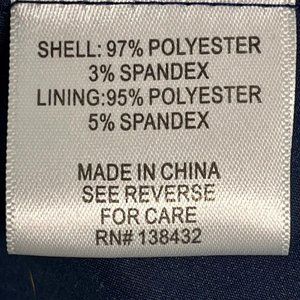 SHELL: 97% POLYESTER
3% SPANDEX
LINING:95% POLYESTER
5% SPANDEX
MADE IN CHINA
SEE REVERSE
FOR CARE
RN# 138432